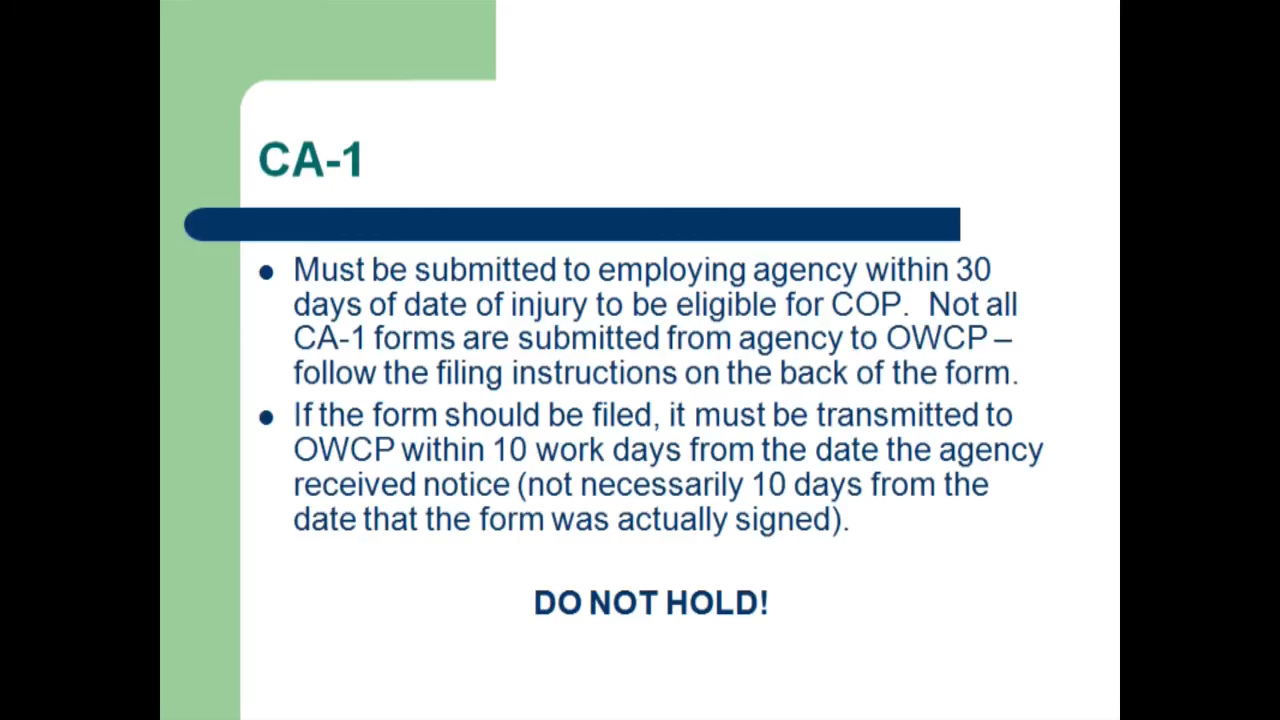 CA-1
Must be submitted to employing agency within 30
days of date of injury to be eligible for COP.  Not all
CA-1 forms are submitted from agency to OWCP –
follow the filing instructions on the back of the form.
If the form should be filed, it must be transmitted to
OWCP within 10 work days from the date the agency
received notice (not necessarily 10 days from the
date that the form was actually signed).
DO NOT HOLD!